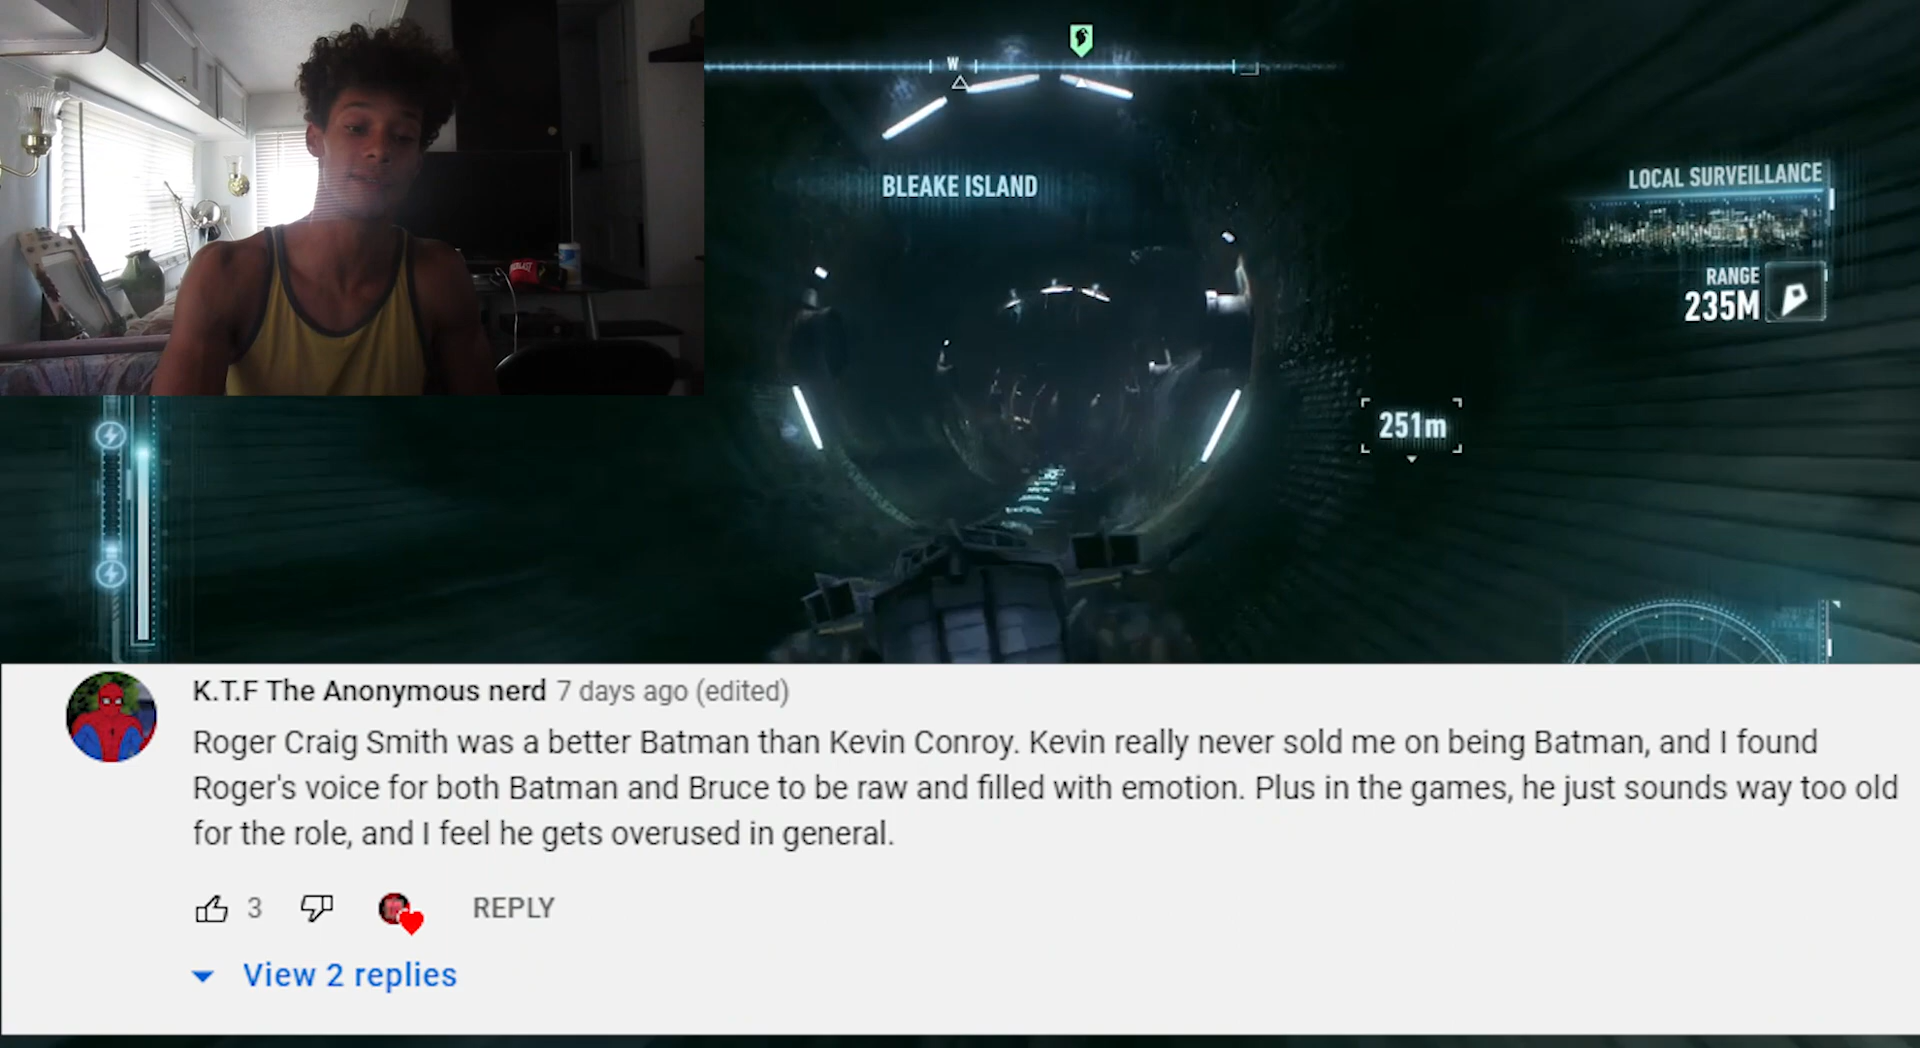 W
BLEAKE ISLAND
LOCAL SURVEILLANCE
RANGE
235M
251m
K.T.F The Anonymous nerd 7 days ago (edited)
Roger Craig Smith was a better Batman than Kevin Conroy. Kevin really never sold me on being Batman, and I found
Roger's voice for both Batman and Bruce to be raw and filled with emotion. Plus in the games, he just sounds way too old
for the role, and I feel he gets overused in general.
3
REPLY
View 2 replies
EVERLAST